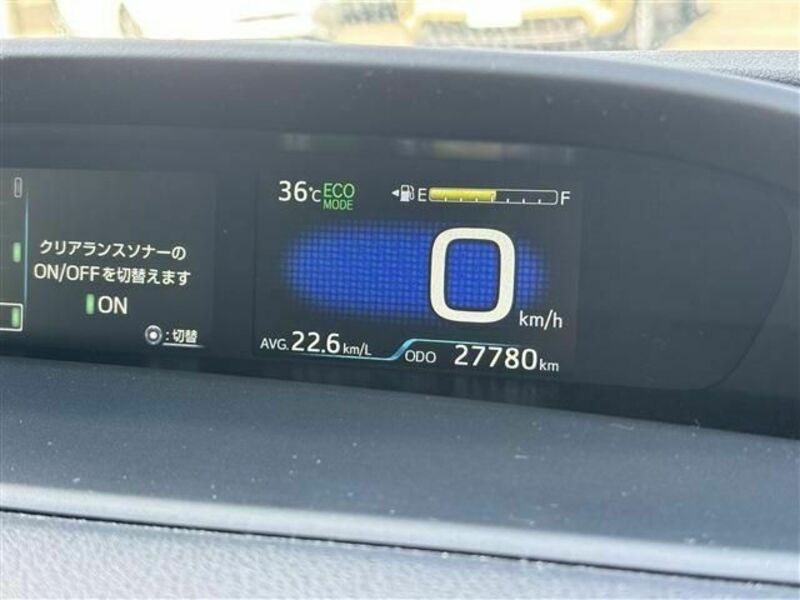 クリアランスソナーの
ON/OFFを切替えます
ON
:切替
36℃ ECO MODE
E F
0 km/h
AVG. 22.6 km/L
ODO 27780 km